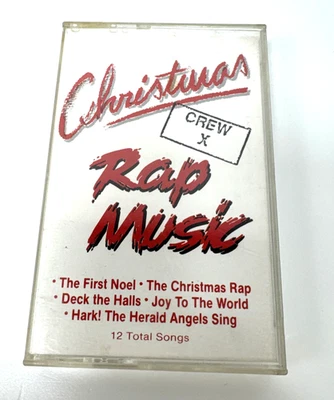 Christmas
CREW
X
Rap
Music
• The First Noel • The Christmas Rap
• Deck the Halls • Joy To The World
• Hark! The Herald Angels Sing
12 Total Songs